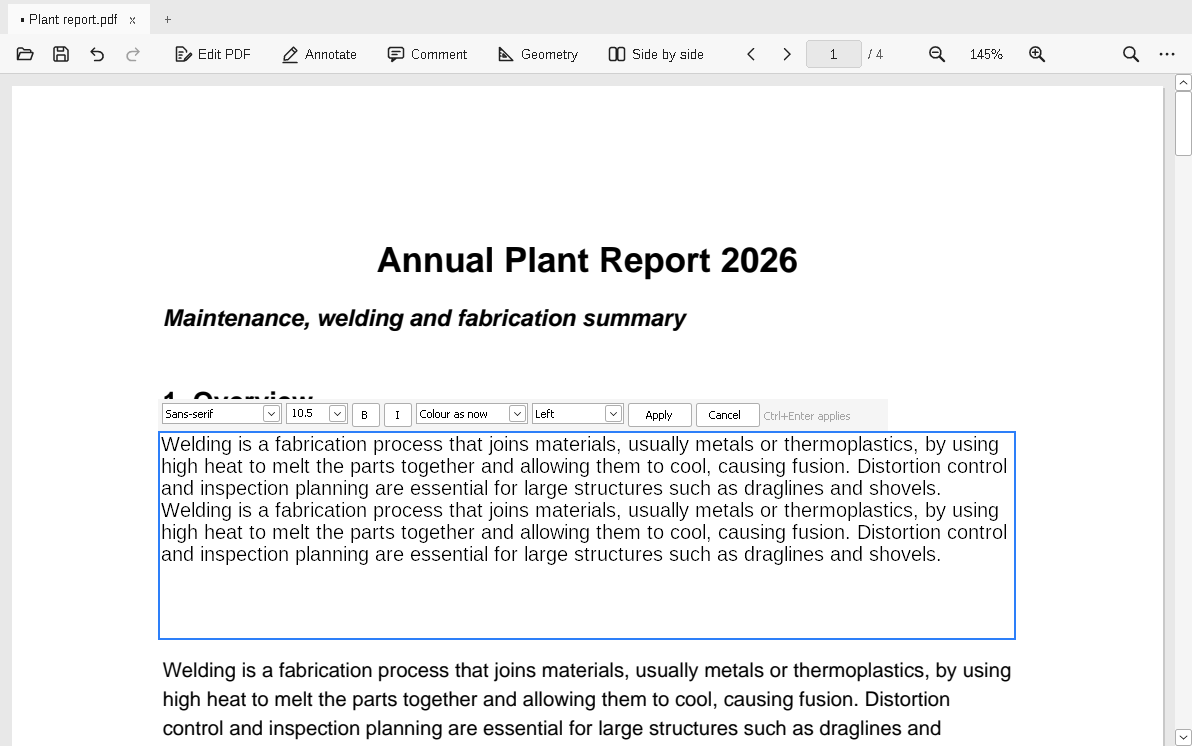 Plant report.pdf x +
Edit PDF Annotate Comment Geometry Side by side 1 / 4 145%
Annual Plant Report 2026
Maintenance, welding and fabrication summary
1. Overview
Sans-serif 10.5 B I Colour as now Left Apply Cancel Ctrl+Enter applies
Welding is a fabrication process that joins materials, usually metals or thermoplastics, by using
high heat to melt the parts together and allowing them to cool, causing fusion. Distortion control
and inspection planning are essential for large structures such as draglines and shovels.
Welding is a fabrication process that joins materials, usually metals or thermoplastics, by using
high heat to melt the parts together and allowing them to cool, causing fusion. Distortion control
and inspection planning are essential for large structures such as draglines and shovels.
Welding is a fabrication process that joins materials, usually metals or thermoplastics, by using
high heat to melt the parts together and allowing them to cool, causing fusion. Distortion
control and inspection planning are essential for large structures such as draglines and